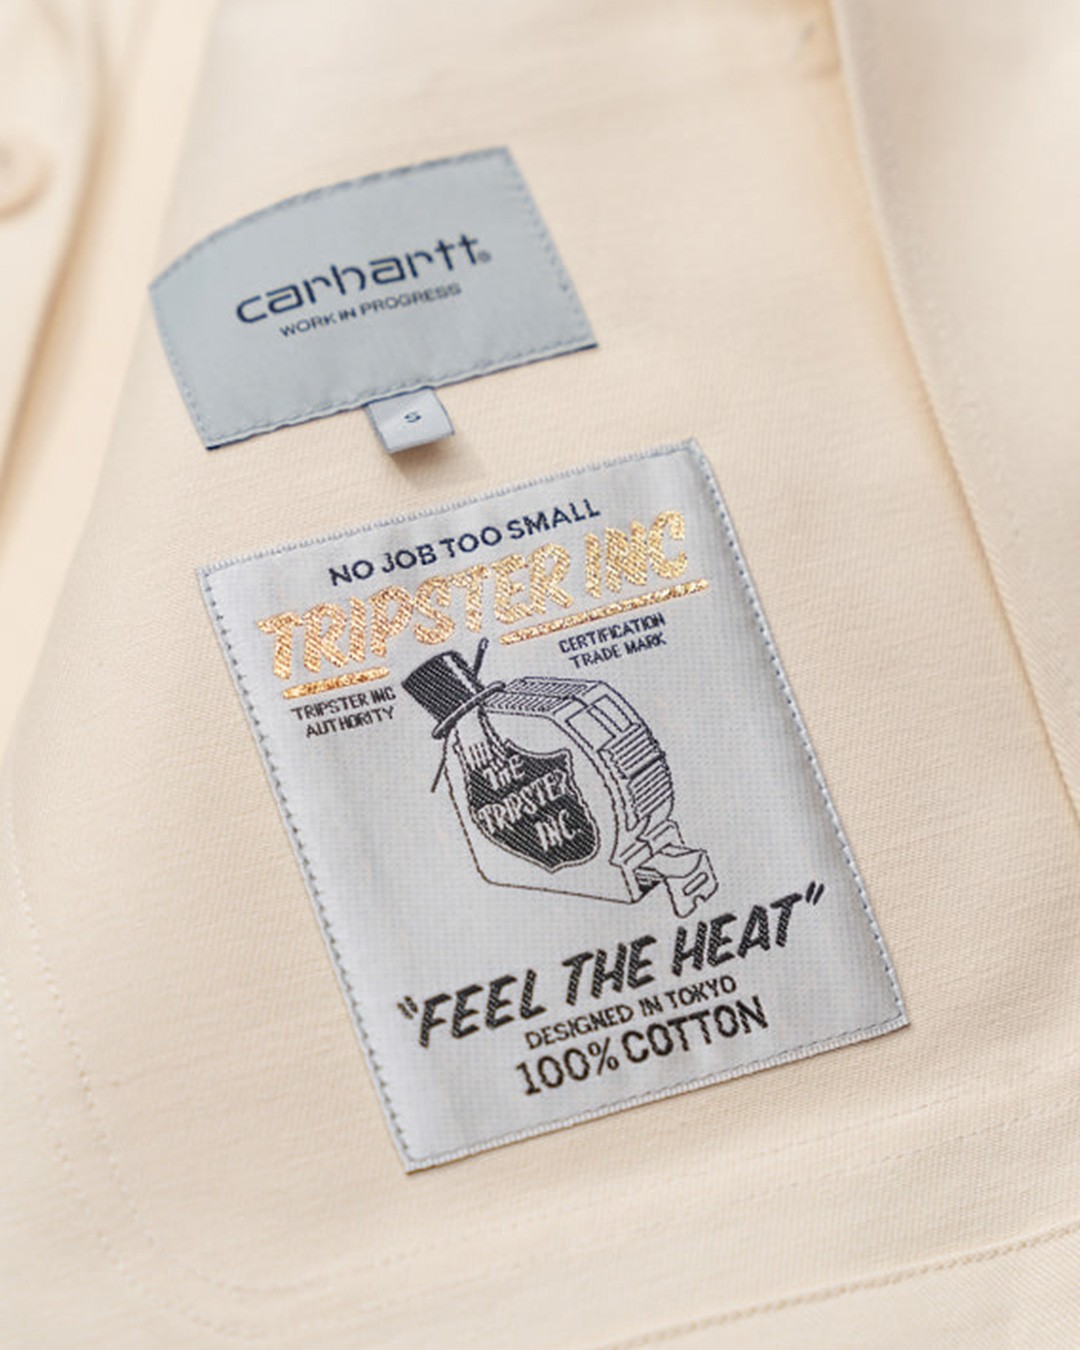 carhartt®
WORK IN PROGRESS
S
NO JOB TOO SMALL
TRIPSTER INC
CERTIFICATION
TRADE MARK
TRIPSTER INC
AUTHORITY
THE
TRIPSTER
INC.
"FEEL THE HEAT"
DESIGNED IN TOKYO
100% COTTON